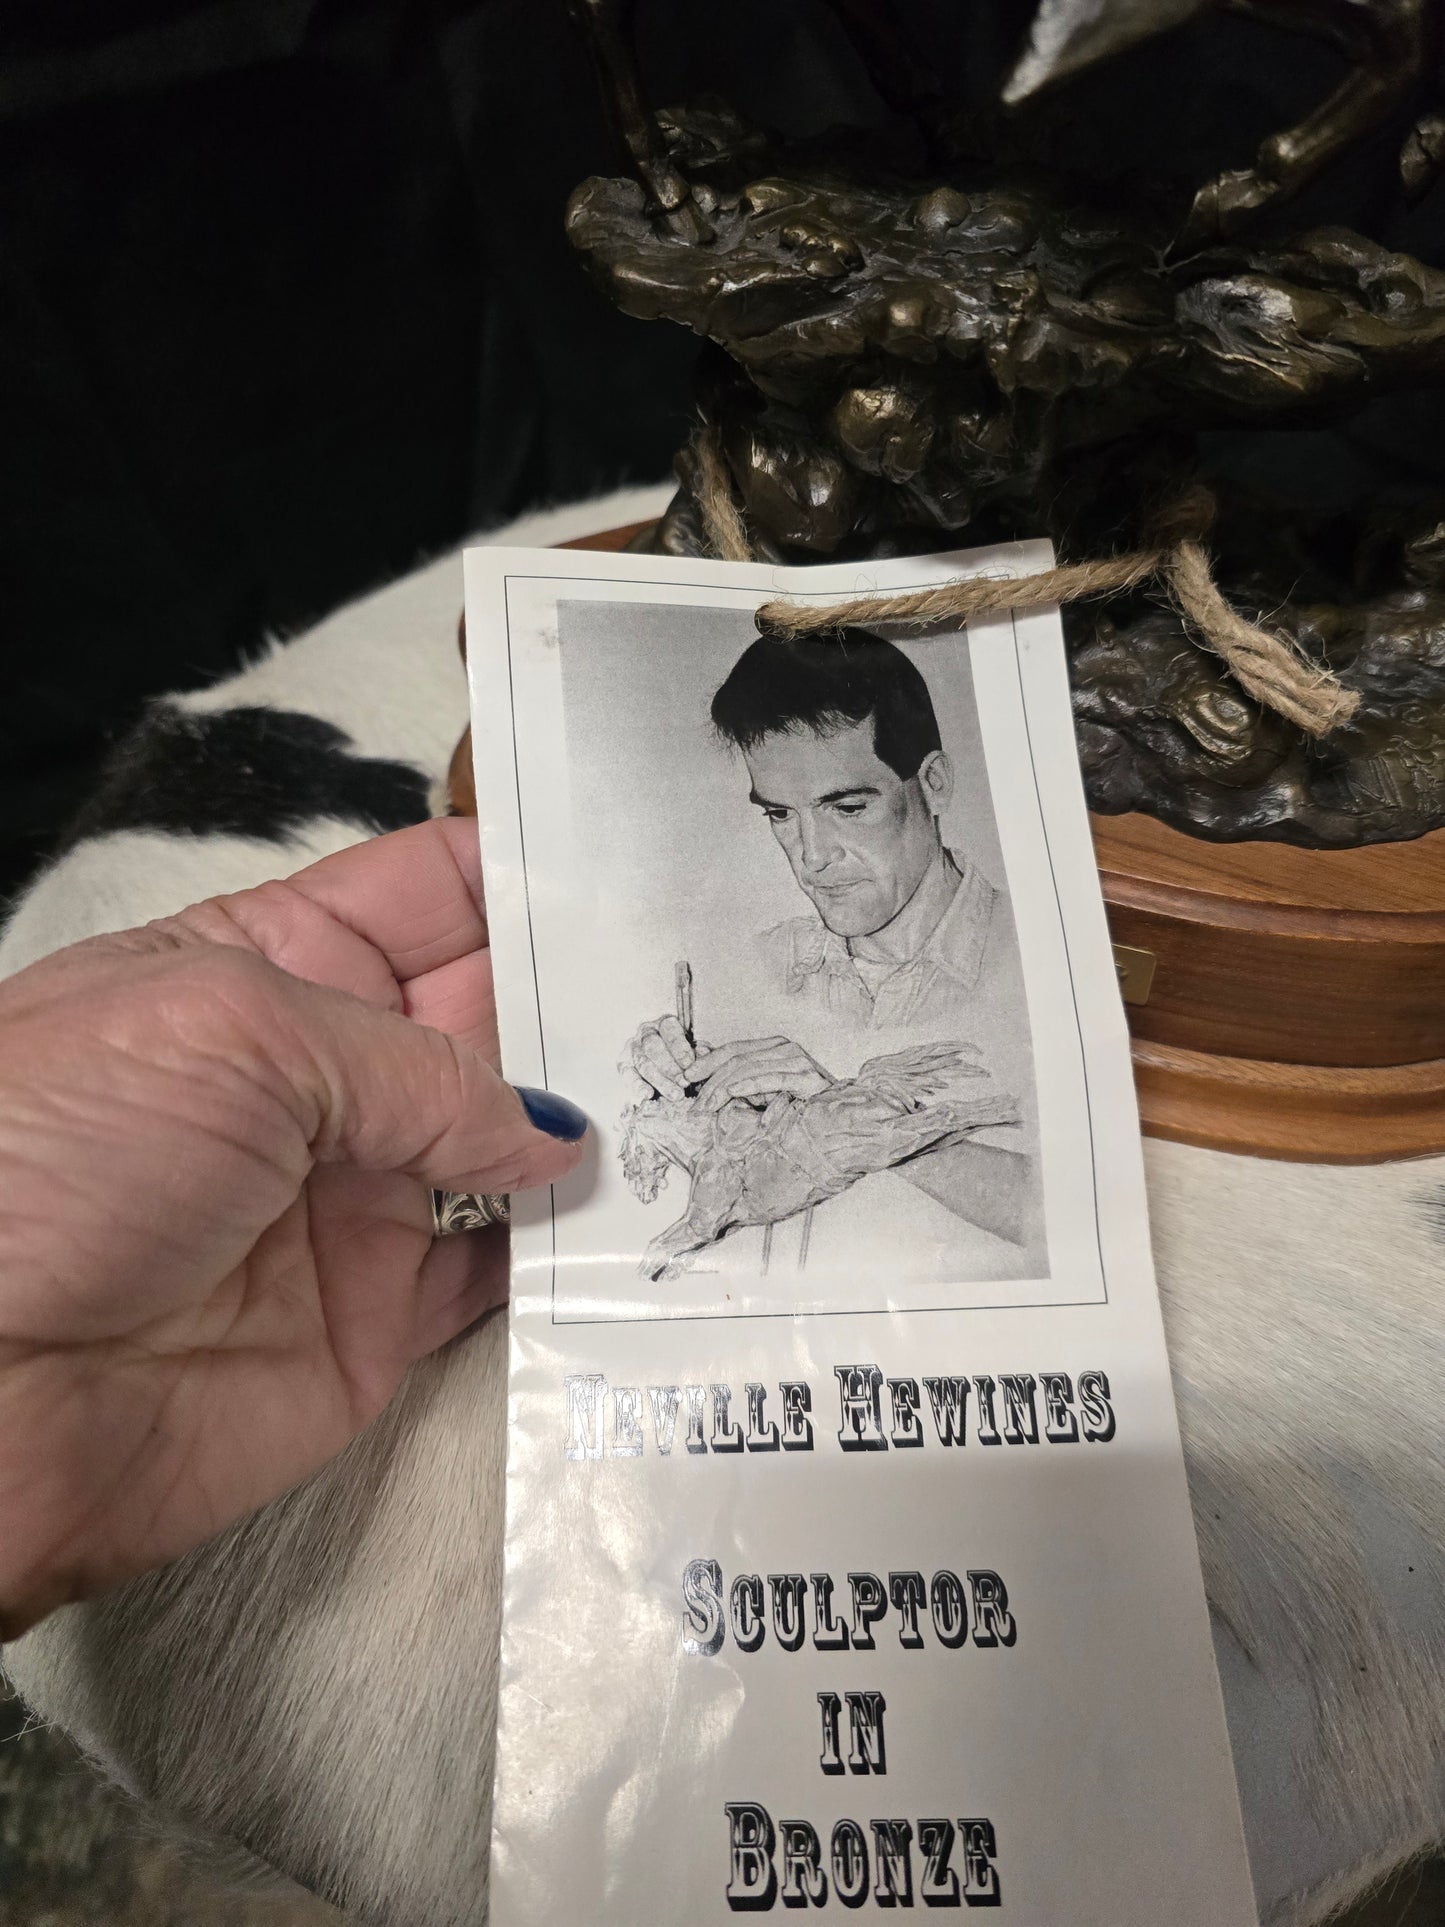 Neville Hewines
Sculptor
in
Bronze